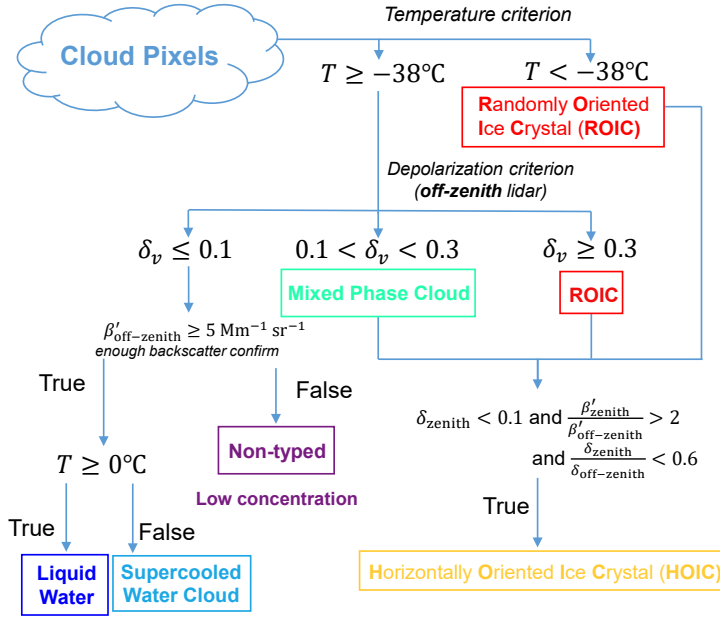 Temperature criterion
Cloud Pixels
T ≥ −38℃
T < −38℃
Randomly Oriented
Ice Crystal (ROIC)
Depolarization criterion
(off-zenith lidar)
δᵥ ≤ 0.1
0.1 < δᵥ < 0.3
δᵥ ≥ 0.3
Mixed Phase Cloud
ROIC
β′off−zenith ≥ 5 Mm⁻¹ sr⁻¹
enough backscatter confirm
True
False
δzenith < 0.1 and β′zenith/β′off−zenith > 2
and δzenith/δoff−zenith < 0.6
Non-typed
T ≥ 0℃
Low concentration
True
False
True
Liquid
Water
Supercooled
Water Cloud
Horizontally Oriented Ice Crystal (HOIC)